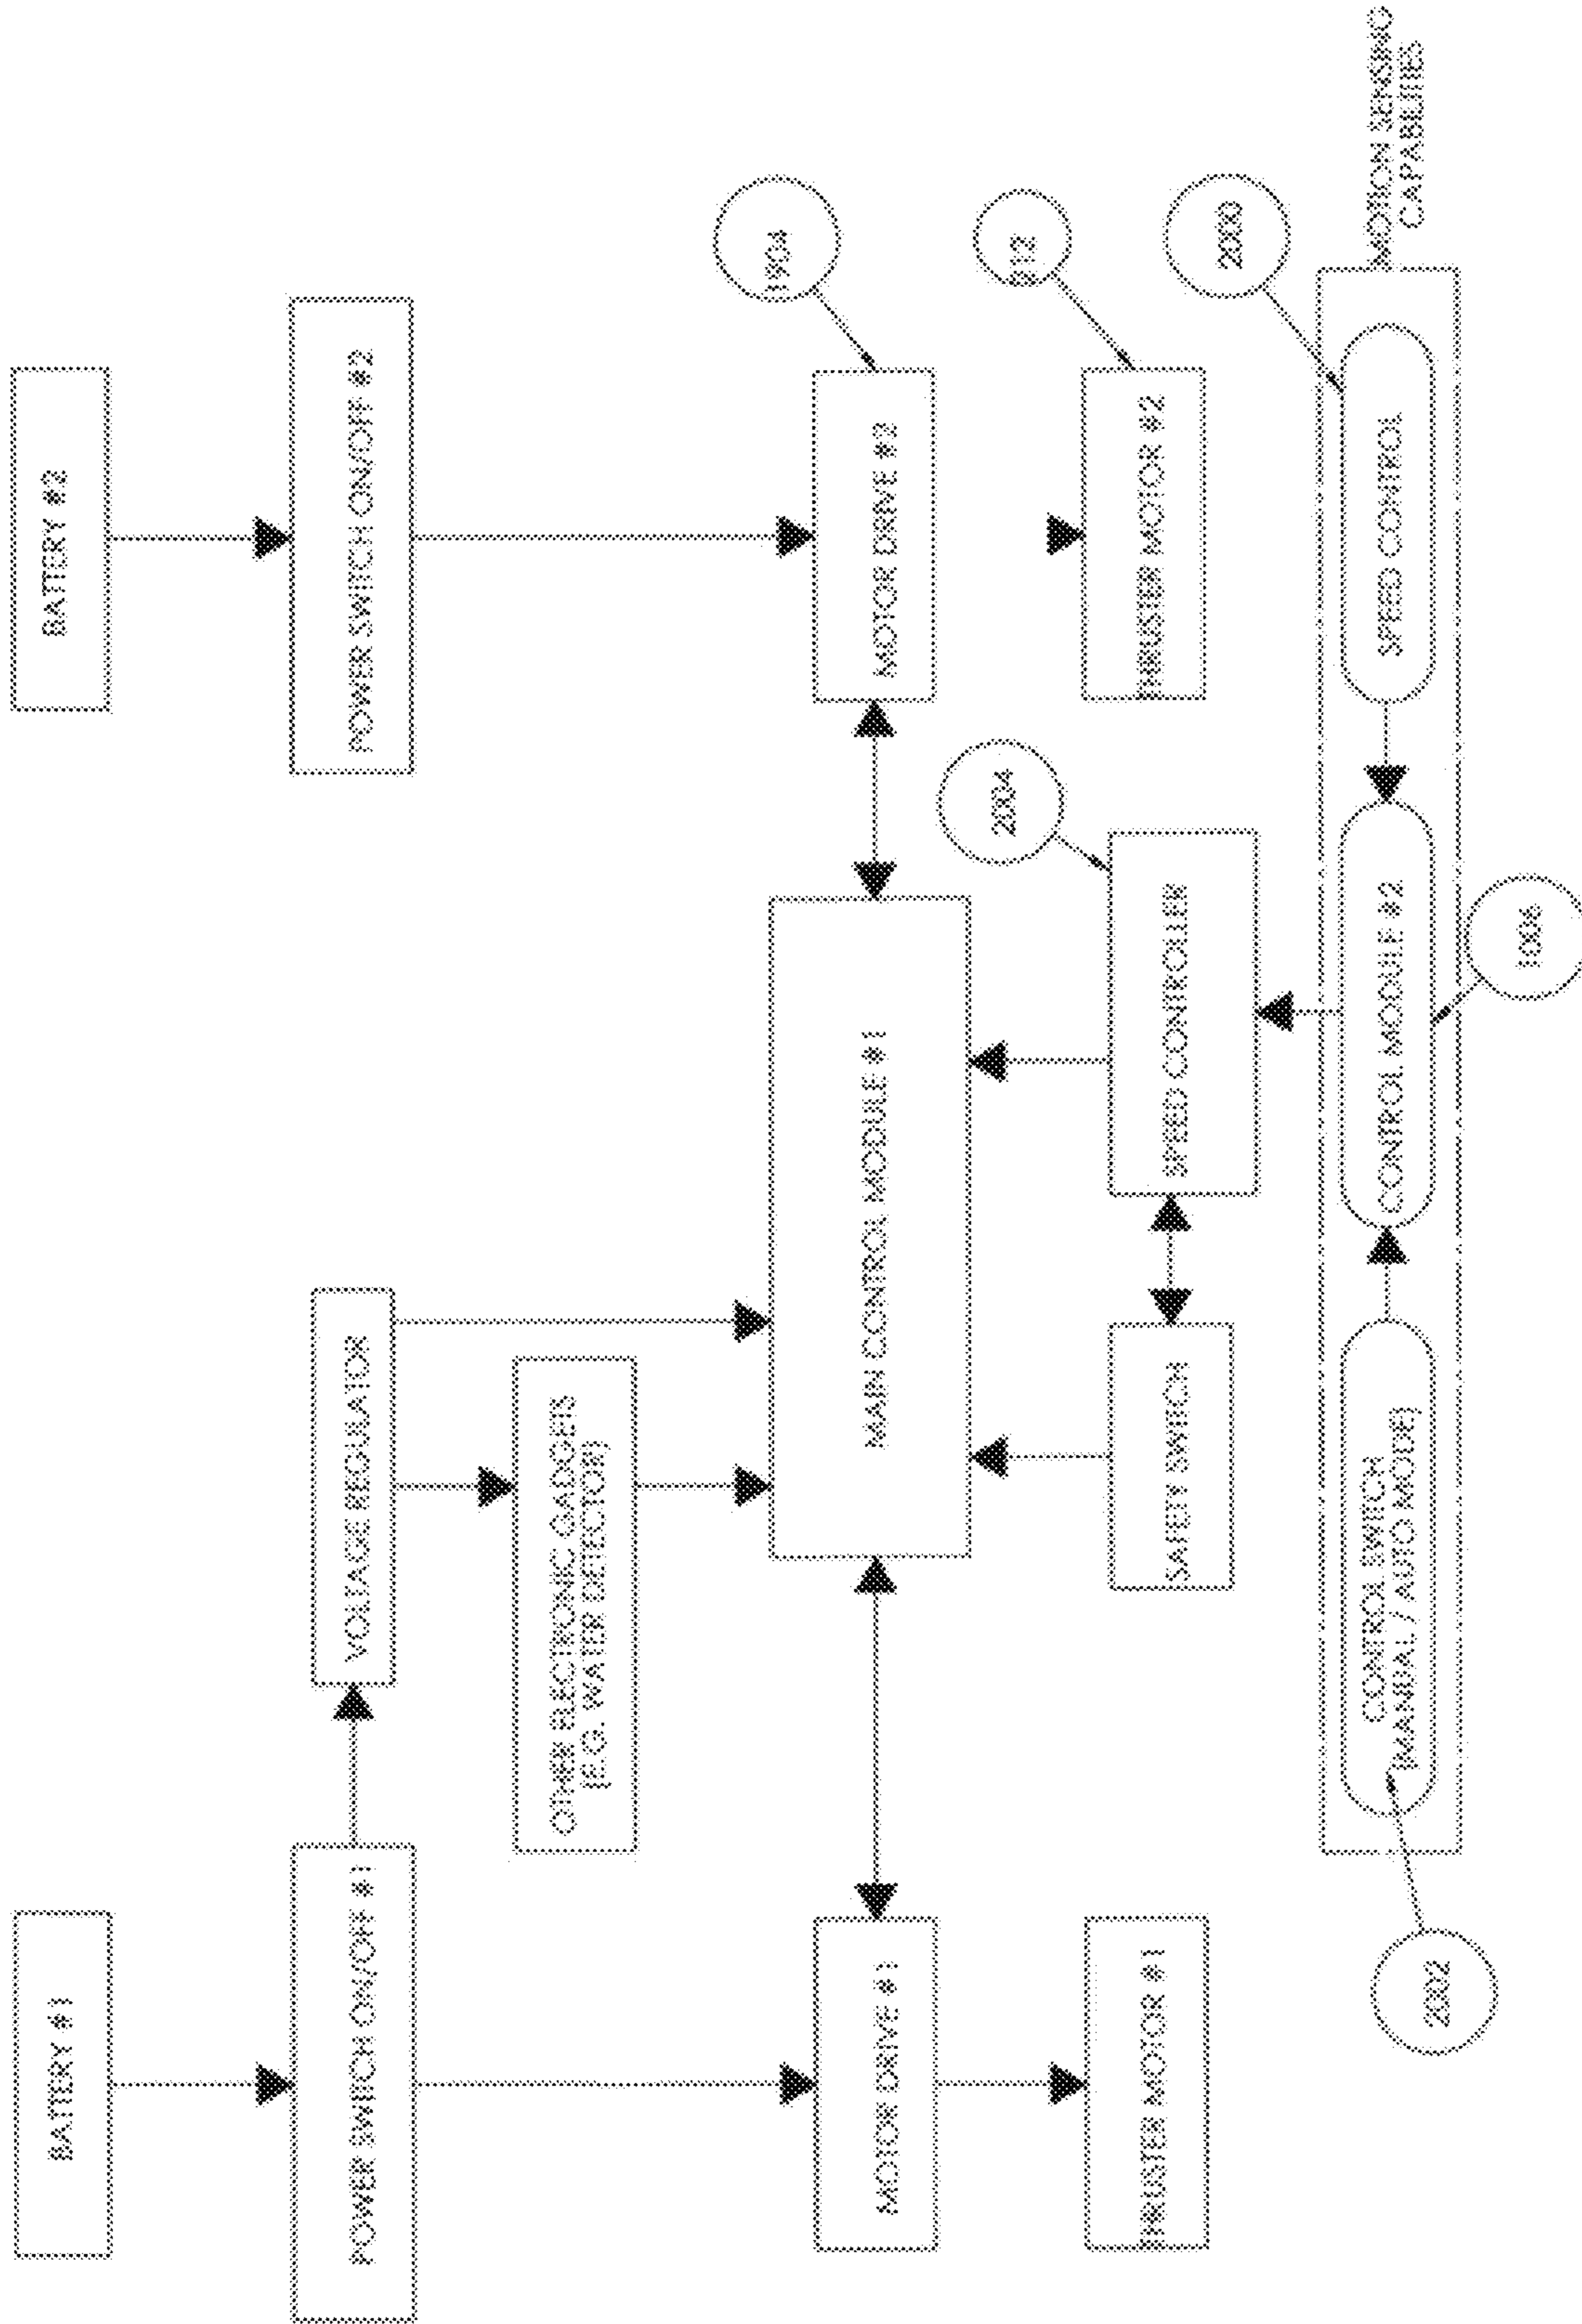 BATTERY #1
BATTERY #2
POWER SWITCH ON/OFF #1
VOLTAGE REGULATOR
POWER SWITCH ON/OFF #2
OTHER ELECTRONIC GADGETS
(E.G. WATER DETECTOR)
MOTOR DRIVE #1
MAIN CONTROL MODULE #1
MOTOR DRIVE #2
1904
THRUSTER MOTOR #1
SAFETY SWITCH
SPEED CONTROLLER
2004
THRUSTER MOTOR #2
2002
CONTROL SWITCH
(MANUAL / AUTO MODE)
CONTROL MODULE #2
1006
SPEED CONTROL
2000
MOTION SENSING
CAPABILITIES